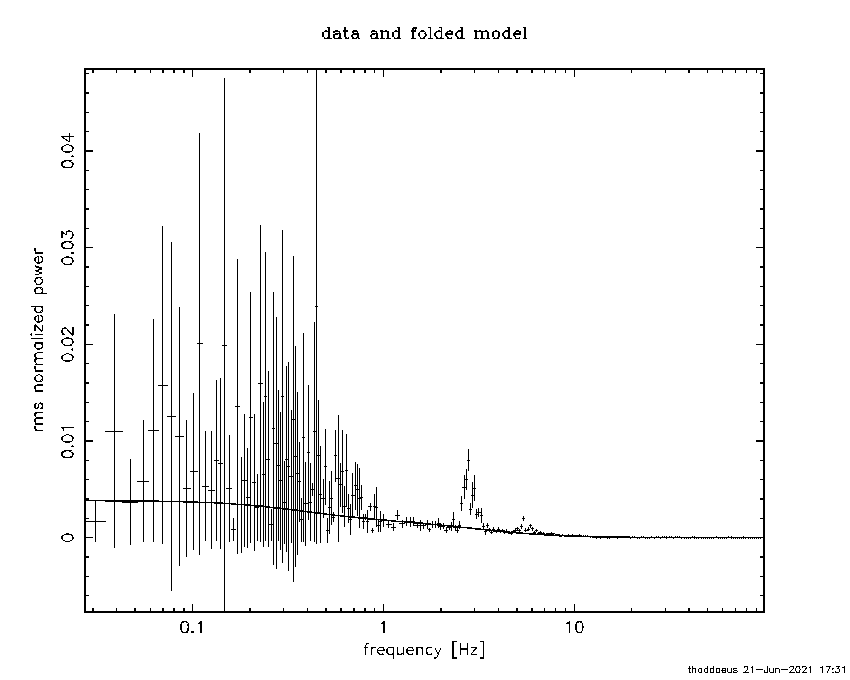 data and folded model
rms normalized power
0.04
0.03
0.02
0.01
0
0.1
1
10
frequency [Hz]
thaddaeus 21-Jun-2021 17:31